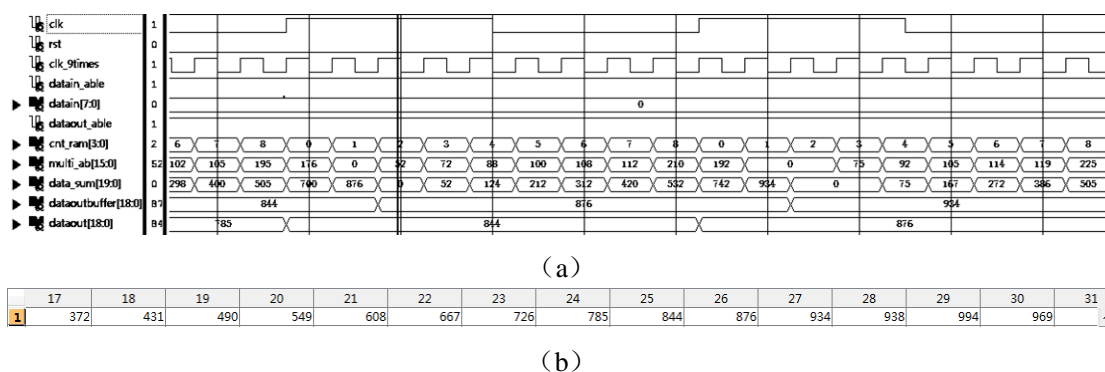 clk 1
rst 0
clk_9times 1
datain_able 1
datain[7:0] 0 0
dataout_able 1
cnt_ram[3:0] 2 6 7 8 0 1 2 3 4 5 6 7 8 0 1 2 3 4 5 6 7 8
multi_ab[15:0] 52 102 105 195 176 0 52 72 88 100 108 112 210 192 0 75 92 105 114 119 225
data_sum[19:0] 0 298 400 505 700 876 0 52 124 212 312 420 532 742 934 0 75 167 272 386 505
dataoutbuffer[18:0] 87 844 876 934
dataout[18:0] 84 785 844 876
（a）
17 18 19 20 21 22 23 24 25 26 27 28 29 30 31
1 372 431 490 549 608 667 726 785 844 876 934 938 994 969
（b）